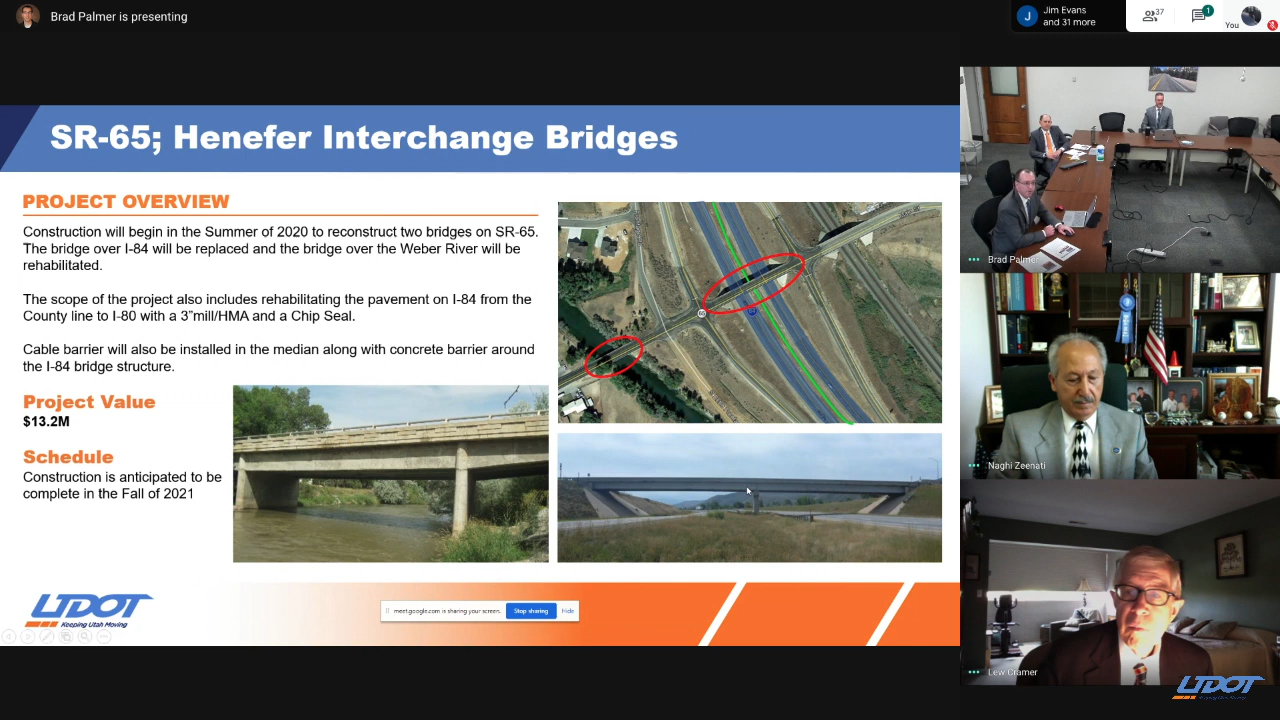 Brad Palmer is presenting
Jim Evans
and 31 more
37
1
You
SR-65; Henefer Interchange Bridges
PROJECT OVERVIEW
Construction will begin in the Summer of 2020 to reconstruct two bridges on SR-65.
The bridge over I-84 will be replaced and the bridge over the Weber River will be
rehabilitated.
The scope of the project also includes rehabilitating the pavement on I-84 from the
County line to I-80 with a 3"mill/HMA and a Chip Seal.
Cable barrier will also be installed in the median along with concrete barrier around
the I-84 bridge structure.
Project Value
$13.2M
Schedule
Construction is anticipated to be
complete in the Fall of 2021
UDOT
Keeping Utah Moving
meet.google.com is sharing your screen.
Stop sharing
Hide
Brad Palmer
Naghi Zeenati
Lew Cramer
UDOT